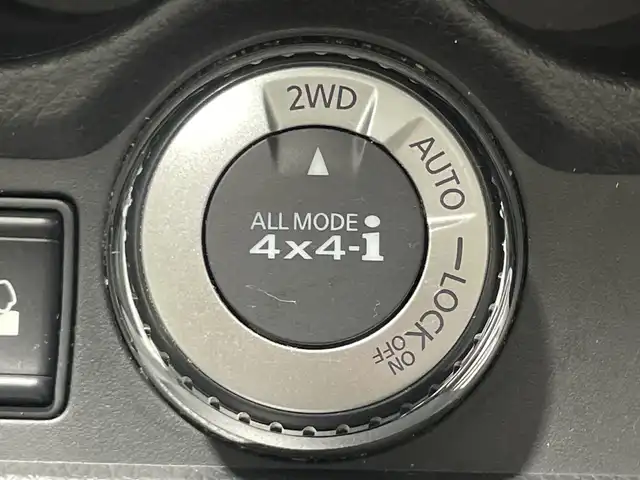 2WD
AUTO
LOCK
ON
OFF
ALL MODE
4x4-i